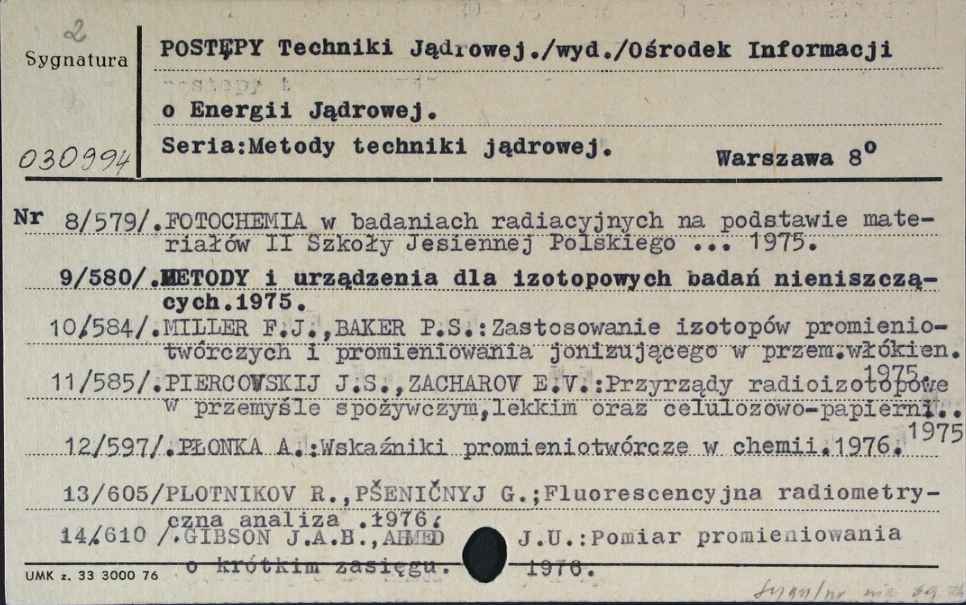 2
Sygnatura
POSTĘPY Techniki Jądrowej./wyd./Ośrodek Informacji
o Energii Jądrowej.
030994
Seria:Metody techniki jądrowej.
Warszawa 8o
Nr 8/579/.FOTOCHEMIA w badaniach radiacyjnych na podstawie mate-
riałów II Szkoły Jesiennej Polskiego ... 1975.
9/580/.METODY i urządzenia dla izotopowych badań nieniszczą-
cych.1975.
10/584/.MILLER F.J.,BAKER P.S.:Zastosowanie izotopów promienio-
twórczych i promieniowania jonizującego w przem.włókien.
1975.
11/585/.PIERCOVSKIJ J.S.,ZACHAROV E.V.:Przyrządy radioizotopowe
w przemyśle spożywczym,lekkim oraz celulozowo-papierni..
1975
12/597/.PŁONKA A.:Wskaźniki promieniotwórcze w chemii.1976.
13/605/PLOTNIKOV R.,PŠENIČNYJ G.;Fluorescencyjna radiometry-
czna analiza .1976.
14/610 /.GIBSON J.A.B.,AHMED J.U.:Pomiar promieniowania
o krótkim zasięgu. 1976.
UMK z. 33 3000 76